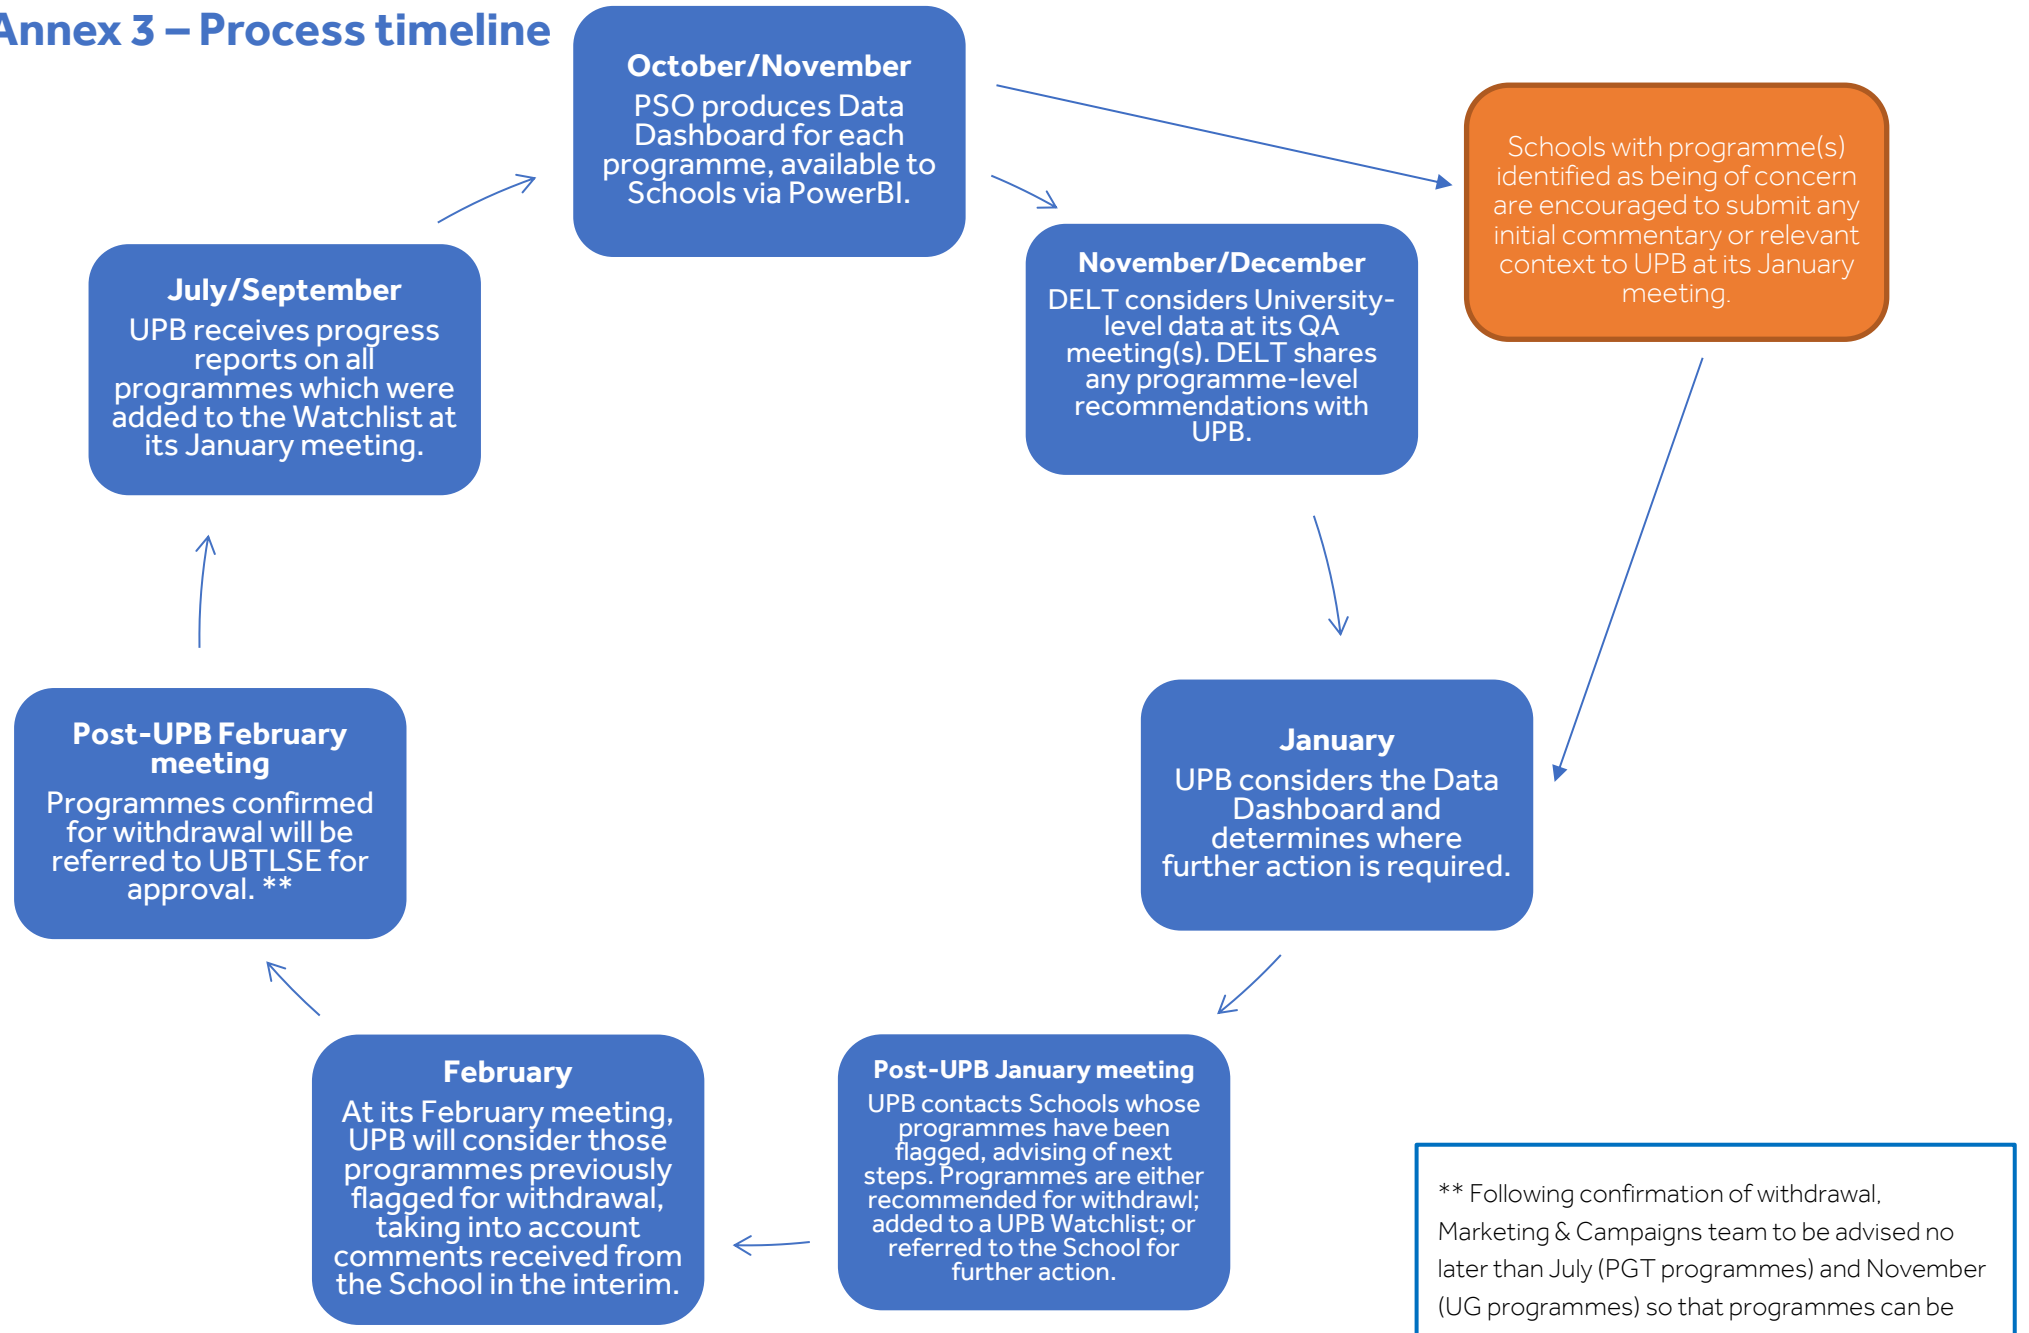 Annex 3 – Process timeline
October/November
PSO produces Data
Dashboard for each
programme, available to
Schools via PowerBI.
Schools with programme(s)
identified as being of concern
are encouraged to submit any
initial commentary or relevant
context to UPB at its January
meeting.
November/December
DELT considers University-
level data at its QA
meeting(s). DELT shares
any programme-level
recommendations with
UPB.
January
UPB considers the Data
Dashboard and
determines where
further action is required.
Post-UPB January meeting
UPB contacts Schools whose
programmes have been
flagged, advising of next
steps. Programmes are either
recommended for withdrawl;
added to a UPB Watchlist; or
referred to the School for
further action.
February
At its February meeting,
UPB will consider those
programmes previously
flagged for withdrawal,
taking into account
comments received from
the School in the interim.
Post-UPB February
meeting
Programmes confirmed
for withdrawal will be
referred to UBTLSE for
approval. **
July/September
UPB receives progress
reports on all
programmes which were
added to the Watchlist at
its January meeting.
** Following confirmation of withdrawal,
Marketing & Campaigns team to be advised no
later than July (PGT programmes) and November
(UG programmes) so that programmes can be